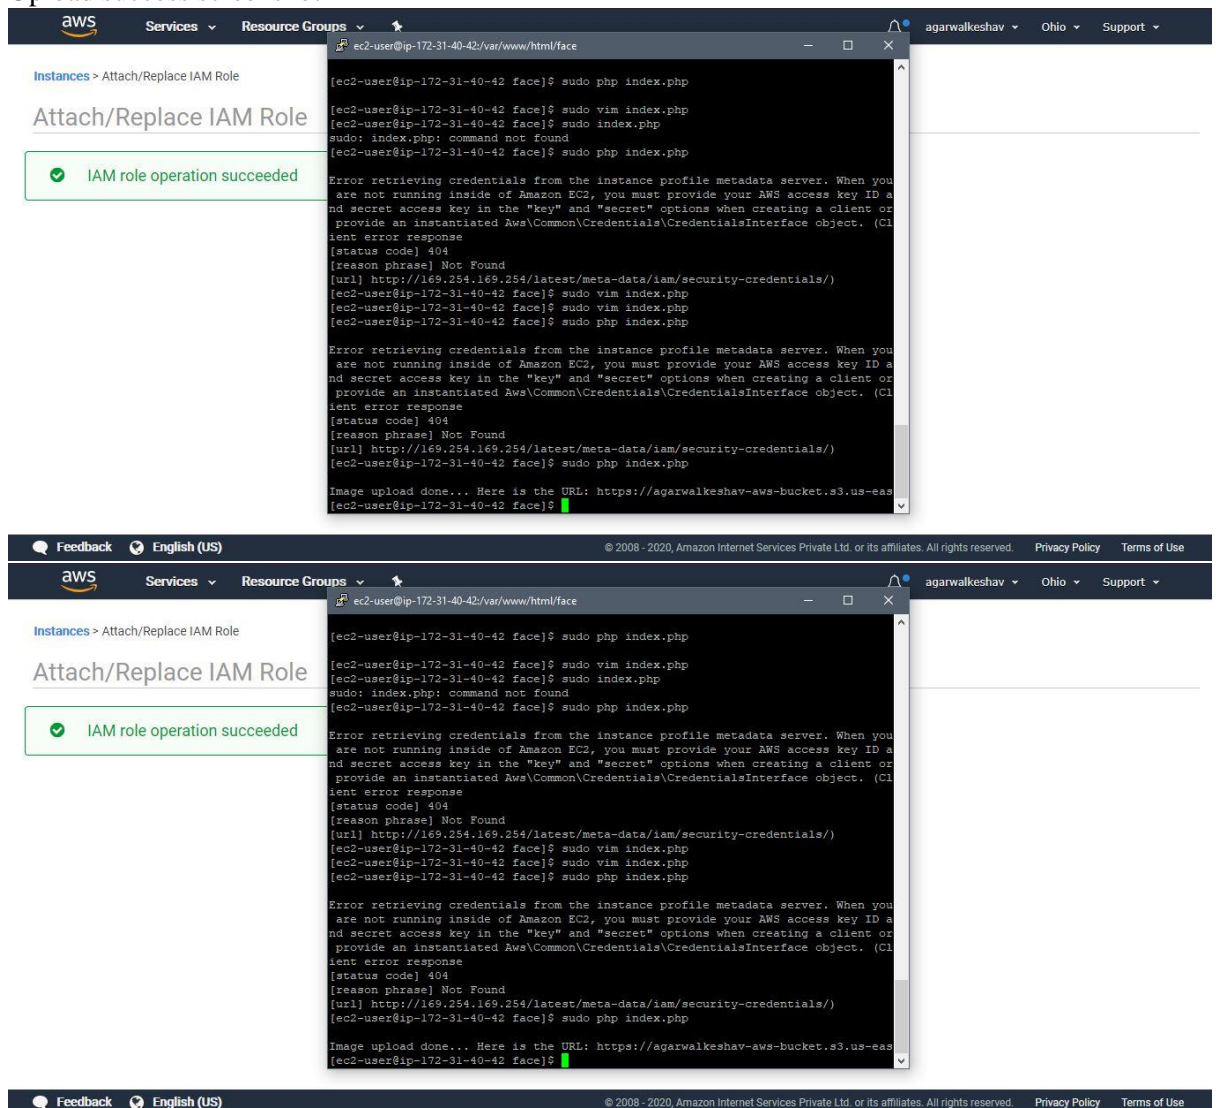 Upload success screenshot
aws Services Resource Groups agarwalkeshav Ohio Support
ec2-user@ip-172-31-40-42:/var/www/html/face
Instances > Attach/Replace IAM Role
Attach/Replace IAM Role
IAM role operation succeeded
[ec2-user@ip-172-31-40-42 face]$ sudo php index.php
[ec2-user@ip-172-31-40-42 face]$ sudo vim index.php
[ec2-user@ip-172-31-40-42 face]$ sudo index.php
sudo: index.php: command not found
[ec2-user@ip-172-31-40-42 face]$ sudo php index.php
Error retrieving credentials from the instance profile metadata server. When you
are not running inside of Amazon EC2, you must provide your AWS access key ID a
nd secret access key in the "key" and "secret" options when creating a client or
provide an instantiated Aws\Common\Credentials\CredentialsInterface object. (Cl
ient error response
[status code] 404
[reason phrase] Not Found
[url] http://169.254.169.254/latest/meta-data/iam/security-credentials/)
[ec2-user@ip-172-31-40-42 face]$ sudo vim index.php
[ec2-user@ip-172-31-40-42 face]$ sudo vim index.php
[ec2-user@ip-172-31-40-42 face]$ sudo php index.php
Error retrieving credentials from the instance profile metadata server. When you
are not running inside of Amazon EC2, you must provide your AWS access key ID a
nd secret access key in the "key" and "secret" options when creating a client or
provide an instantiated Aws\Common\Credentials\CredentialsInterface object. (Cl
ient error response
[status code] 404
[reason phrase] Not Found
[url] http://169.254.169.254/latest/meta-data/iam/security-credentials/)
[ec2-user@ip-172-31-40-42 face]$ sudo php index.php
Image upload done... Here is the URL: https://agarwalkeshav-aws-bucket.s3.us-eas
[ec2-user@ip-172-31-40-42 face]$
Feedback English (US) © 2008 - 2020, Amazon Internet Services Private Ltd. or its affiliates. All rights reserved. Privacy Policy Terms of Use
aws Services Resource Groups agarwalkeshav Ohio Support
ec2-user@ip-172-31-40-42:/var/www/html/face
Instances > Attach/Replace IAM Role
Attach/Replace IAM Role
IAM role operation succeeded
[ec2-user@ip-172-31-40-42 face]$ sudo php index.php
[ec2-user@ip-172-31-40-42 face]$ sudo vim index.php
[ec2-user@ip-172-31-40-42 face]$ sudo index.php
sudo: index.php: command not found
[ec2-user@ip-172-31-40-42 face]$ sudo php index.php
Error retrieving credentials from the instance profile metadata server. When you
are not running inside of Amazon EC2, you must provide your AWS access key ID a
nd secret access key in the "key" and "secret" options when creating a client or
provide an instantiated Aws\Common\Credentials\CredentialsInterface object. (Cl
ient error response
[status code] 404
[reason phrase] Not Found
[url] http://169.254.169.254/latest/meta-data/iam/security-credentials/)
[ec2-user@ip-172-31-40-42 face]$ sudo vim index.php
[ec2-user@ip-172-31-40-42 face]$ sudo vim index.php
[ec2-user@ip-172-31-40-42 face]$ sudo php index.php
Error retrieving credentials from the instance profile metadata server. When you
are not running inside of Amazon EC2, you must provide your AWS access key ID a
nd secret access key in the "key" and "secret" options when creating a client or
provide an instantiated Aws\Common\Credentials\CredentialsInterface object. (Cl
ient error response
[status code] 404
[reason phrase] Not Found
[url] http://169.254.169.254/latest/meta-data/iam/security-credentials/)
[ec2-user@ip-172-31-40-42 face]$ sudo php index.php
Image upload done... Here is the URL: https://agarwalkeshav-aws-bucket.s3.us-eas
[ec2-user@ip-172-31-40-42 face]$
Feedback English (US) © 2008 - 2020, Amazon Internet Services Private Ltd. or its affiliates. All rights reserved. Privacy Policy Terms of Use